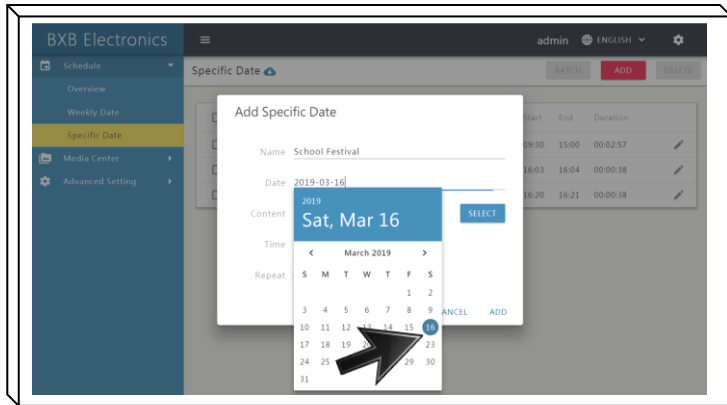 BXB Electronics
admin ENGLISH
Schedule
Overview
Weekly Date
Specific Date
Media Center
Advanced Setting
Specific Date
BATCH ADD DELETE
Start End Duration
09:30 15:00 00:02:57
16:03 16:04 00:00:38
16:20 16:21 00:00:38
Add Specific Date
Name School Festival
Date 2019-03-16
Content SELECT
Time
Repeat
ANCEL ADD
2019
Sat, Mar 16
< March 2019 >
S M T W T F S
1 2
3 4 5 6 7 8 9
10 11 12 13 14 15 16
17 18 19 23
24 25 29 30
31